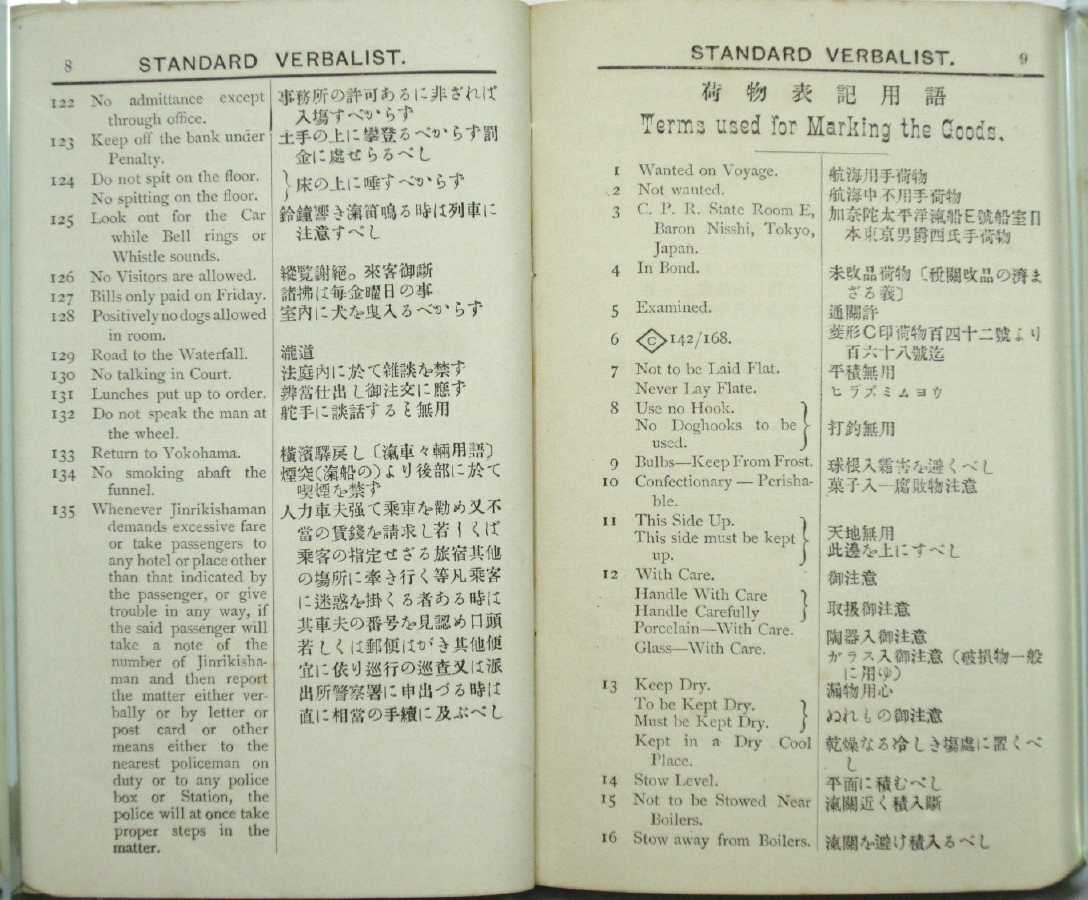 8 STANDARD VERBALIST.
122 No admittance except
through office.
事務所の許可あるに非ざれば
入塲すべからず
123 Keep off the bank under
Penalty.
土手の上に攀登るべからず罰
金に處せらるべし
124 Do not spit on the floor.
No spitting on the floor.
床の上に唾すべからず
125 Look out for the Car
while Bell rings or
Whistle sounds.
鈴鐘響き滊笛鳴る時は列車に
注意すべし
126 No Visitors are allowed.
縱覧謝絕。來客御斷
127 Bills only paid on Friday.
諸拂は每金曜日の事
128 Positively no dogs allowed
in room.
室內に犬を曳入るべからず
129 Road to the Waterfall.
瀧道
130 No talking in Court.
法庭內に於て雑談を禁ず
131 Lunches put up to order.
辨當仕出し御注文に應ず
132 Do not speak the man at
the wheel.
舵手に談話すると無用
133 Return to Yokohama.
橫濱驛戾し〔滊車々輛用語〕
134 No smoking abaft the
funnel.
煙突(滊船の)より後部に於て
喫煙を禁ず
135 Whenever Jinrikishaman
demands excessive fare
or take passengers to
any hotel or place other
than that indicated by
the passenger, or give
trouble in any way, if
the said passenger will
take a note of the
number of Jinrikisha-
man and then report
the matter either ver-
bally or by letter or
post card or other
means either to the
nearest policeman on
duty or to any police
box or Station, the
police will at once take
proper steps in the
matter.
人力車夫强て乘車を勸め又不
當の賃錢を請求し若しくば
乘客の指定せざる旅宿其他
の塲所に牽き行く等凡乘客
に迷惑を掛くる者ある時は
其車夫の番号を見認め口頭
若しくは郵便はがき其他便
宜に依り巡行の巡査又は派
出所警察署に申出づる時は
直に相當の手續に及ぶべし
STANDARD VERBALIST. 9
荷物表記用語
Terms used for Marking the Goods.
1 Wanted on Voyage.
航海用手荷物
2 Not wanted.
航海中不用手荷物
3 C. P. R. State Room E,
Baron Nisshi, Tokyo,
Japan.
加奈陀太平洋滊船E號船室日
本東京男爵西氏手荷物
4 In Bond.
未改品荷物〔稅關改品の濟ま
ざる義〕
5 Examined.
通關許
6 C 142/168.
菱形C印荷物百四十二號より
百六十八號迄
7 Not to be Laid Flat.
Never Lay Flate.
平積無用
ヒラズミムヨウ
8 Use no Hook.
No Doghooks to be
used.
打釣無用
9 Bulbs—Keep From Frost.
球根入霜害を避くべし
10 Confectionary — Perisha-
ble.
菓子入—腐敗物注意
11 This Side Up.
This side must be kept
up.
天地無用
此邊を上にすべし
12 With Care.
御注意
Handle With Care
Handle Carefully
取扱御注意
Porcelain—With Care.
陶器入御注意
Glass—With Care.
ガラス入御注意(破損物一般
に用ゆ)
13 Keep Dry.
漏物用心
To be Kept Dry.
Must be Kept Dry.
ぬれもの御注意
Kept in a Dry Cool
Place.
乾燥なる冷しき塲處に置くべ
し
14 Stow Level.
平面に積むべし
15 Not to be Stowed Near
Boilers.
滊關近く積入斷
16 Stow away from Boilers.
滊關を避け積入るべし